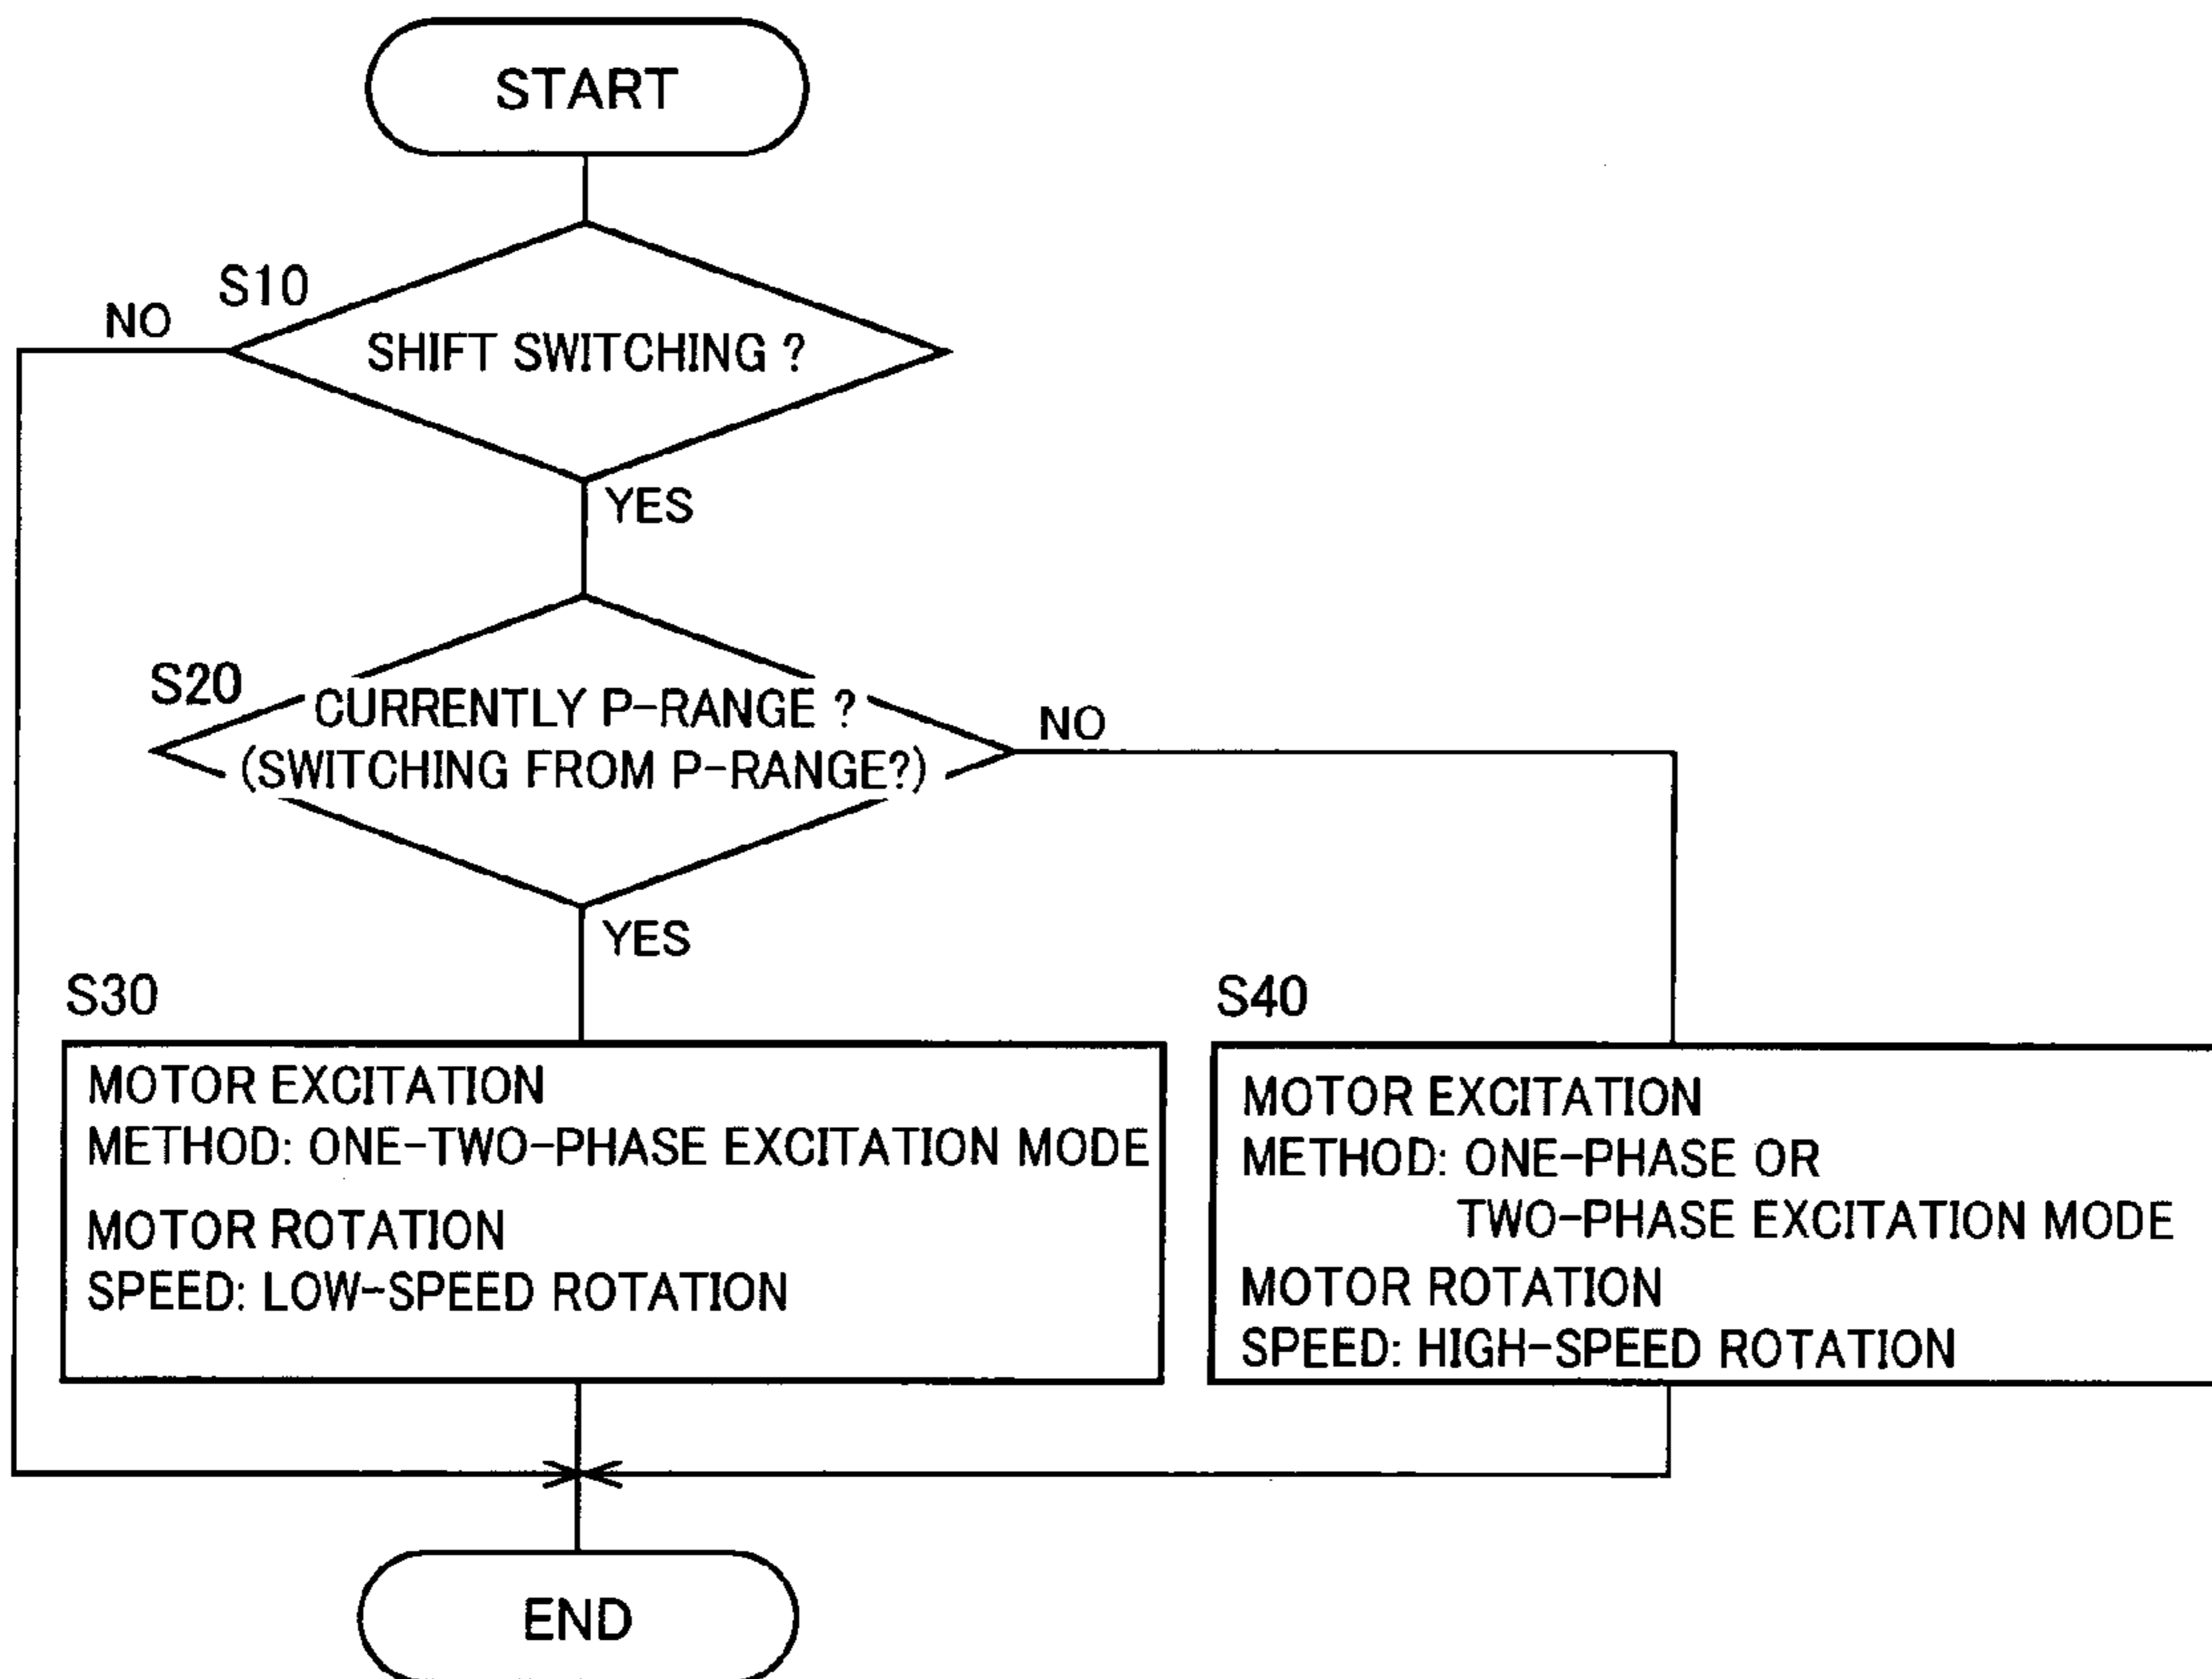 START
S10
NO
SHIFT SWITCHING ?
YES
S20
CURRENTLY P-RANGE ?
(SWITCHING FROM P-RANGE?)
NO
YES
S30
MOTOR EXCITATION
METHOD: ONE-TWO-PHASE EXCITATION MODE
MOTOR ROTATION
SPEED: LOW-SPEED ROTATION
S40
MOTOR EXCITATION
METHOD: ONE-PHASE OR
TWO-PHASE EXCITATION MODE
MOTOR ROTATION
SPEED: HIGH-SPEED ROTATION
END